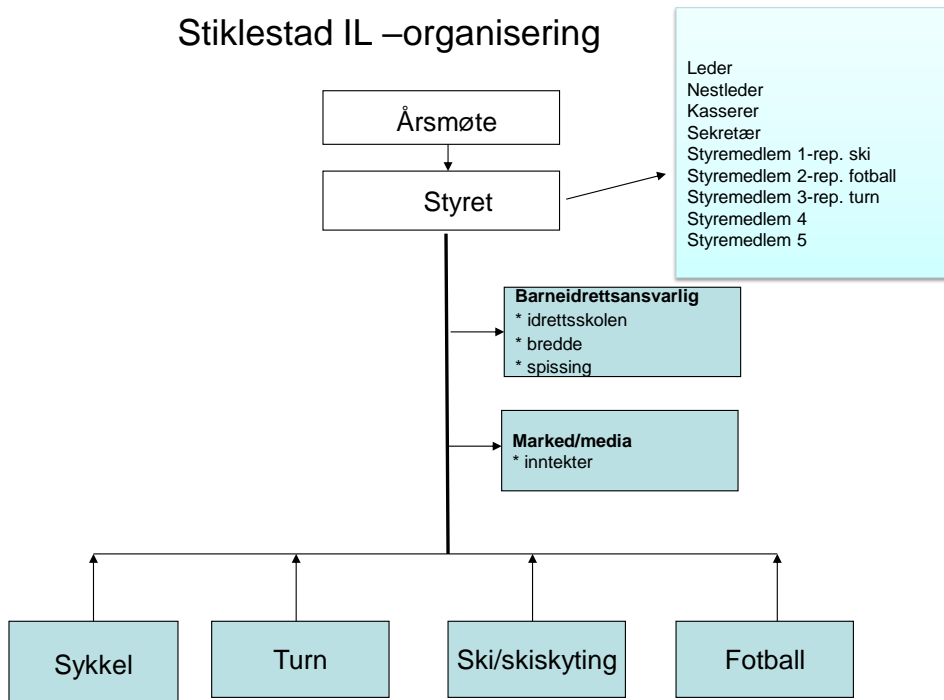 Stiklestad IL –organisering
Årsmøte
Styret
Leder
Nestleder
Kasserer
Sekretær
Styremedlem 1-rep. ski
Styremedlem 2-rep. fotball
Styremedlem 3-rep. turn
Styremedlem 4
Styremedlem 5
Barneidrettsansvarlig
* idrettsskolen
* bredde
* spissing
Marked/media
* inntekter
Sykkel
Turn
Ski/skiskyting
Fotball